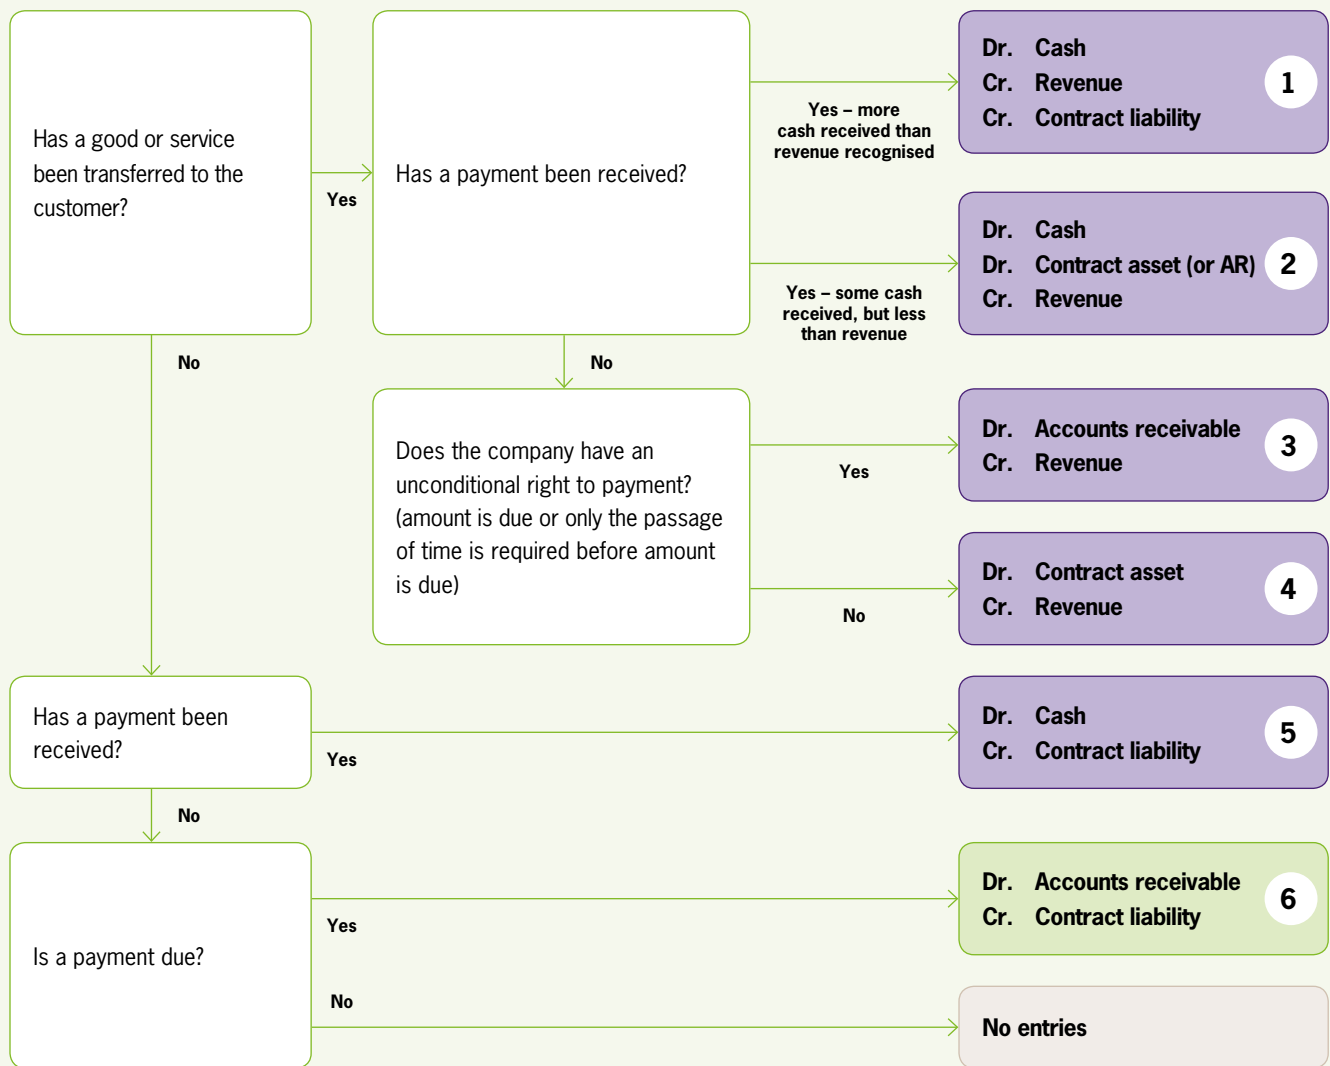 Has a good or service
been transferred to the
customer?
Yes
Has a payment been received?
Yes – more
cash received than
revenue recognised
Dr. Cash
Cr. Revenue
Cr. Contract liability
1
Yes – some cash
received, but less
than revenue
Dr. Cash
Dr. Contract asset (or AR)
Cr. Revenue
2
No
No
Does the company have an
unconditional right to payment?
(amount is due or only the passage
of time is required before amount
is due)
Yes
Dr. Accounts receivable
Cr. Revenue
3
No
Dr. Contract asset
Cr. Revenue
4
Has a payment been
received?
Yes
Dr. Cash
Cr. Contract liability
5
No
Is a payment due?
Yes
Dr. Accounts receivable
Cr. Contract liability
6
No
No entries